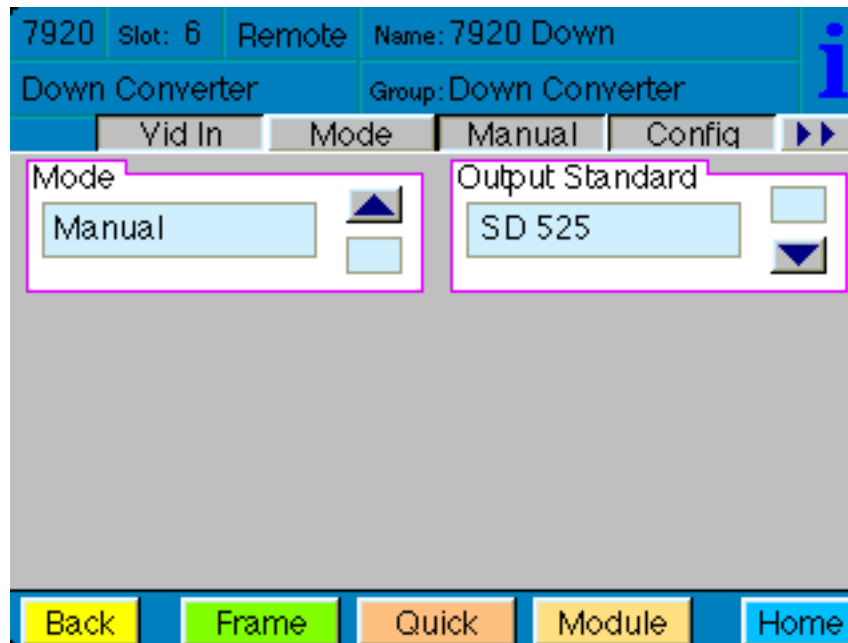 7920 Slot: 6 Remote Name: 7920 Down
Down Converter Group: Down Converter
i
Vid In Mode Manual Config
Mode Output Standard
Manual SD 525
Back Frame Quick Module Home